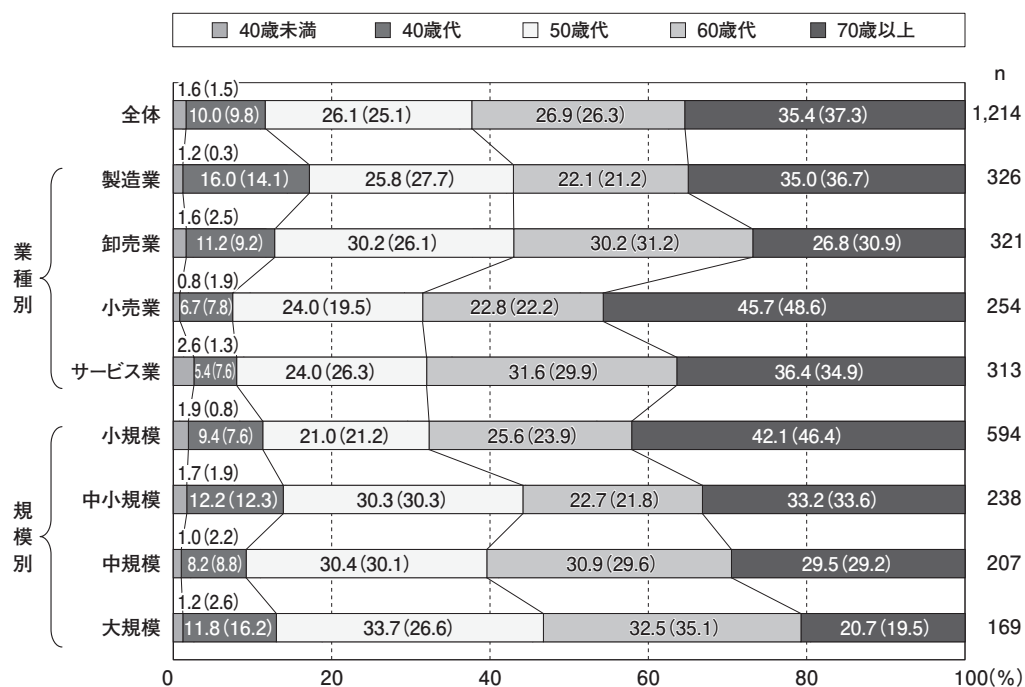 40歳未満 40歳代 50歳代 60歳代 70歳以上
n
1.6(1.5)
全体 10.0(9.8) 26.1(25.1) 26.9(26.3) 35.4(37.3) 1,214
1.2(0.3)
製造業 16.0(14.1) 25.8(27.7) 22.1(21.2) 35.0(36.7) 326
1.6(2.5)
卸売業 11.2(9.2) 30.2(26.1) 30.2(31.2) 26.8(30.9) 321
業種別
0.8(1.9)
小売業 6.7(7.8) 24.0(19.5) 22.8(22.2) 45.7(48.6) 254
2.6(1.3)
サービス業 5.4(7.6) 24.0(26.3) 31.6(29.9) 36.4(34.9) 313
1.9(0.8)
小規模 9.4(7.6) 21.0(21.2) 25.6(23.9) 42.1(46.4) 594
1.7(1.9)
中小規模 12.2(12.3) 30.3(30.3) 22.7(21.8) 33.2(33.6) 238
規模別
1.0(2.2)
中規模 8.2(8.8) 30.4(30.1) 30.9(29.6) 29.5(29.2) 207
1.2(2.6)
大規模 11.8(16.2) 33.7(26.6) 32.5(35.1) 20.7(19.5) 169
0 20 40 60 80 100(%)